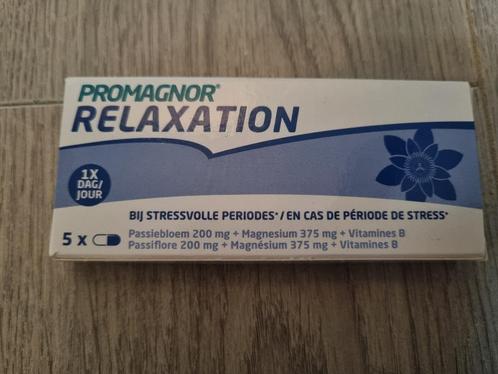 PROMAGNOR®
RELAXATION
1X
DAG/
JOUR
BIJ STRESSVOLLE PERIODES*/EN CAS DE PÉRIODE DE STRESS*
5 x
Passiebloem 200 mg + Magnesium 375 mg + Vitamines B
Passiflore 200 mg + Magnésium 375 mg + Vitamines B